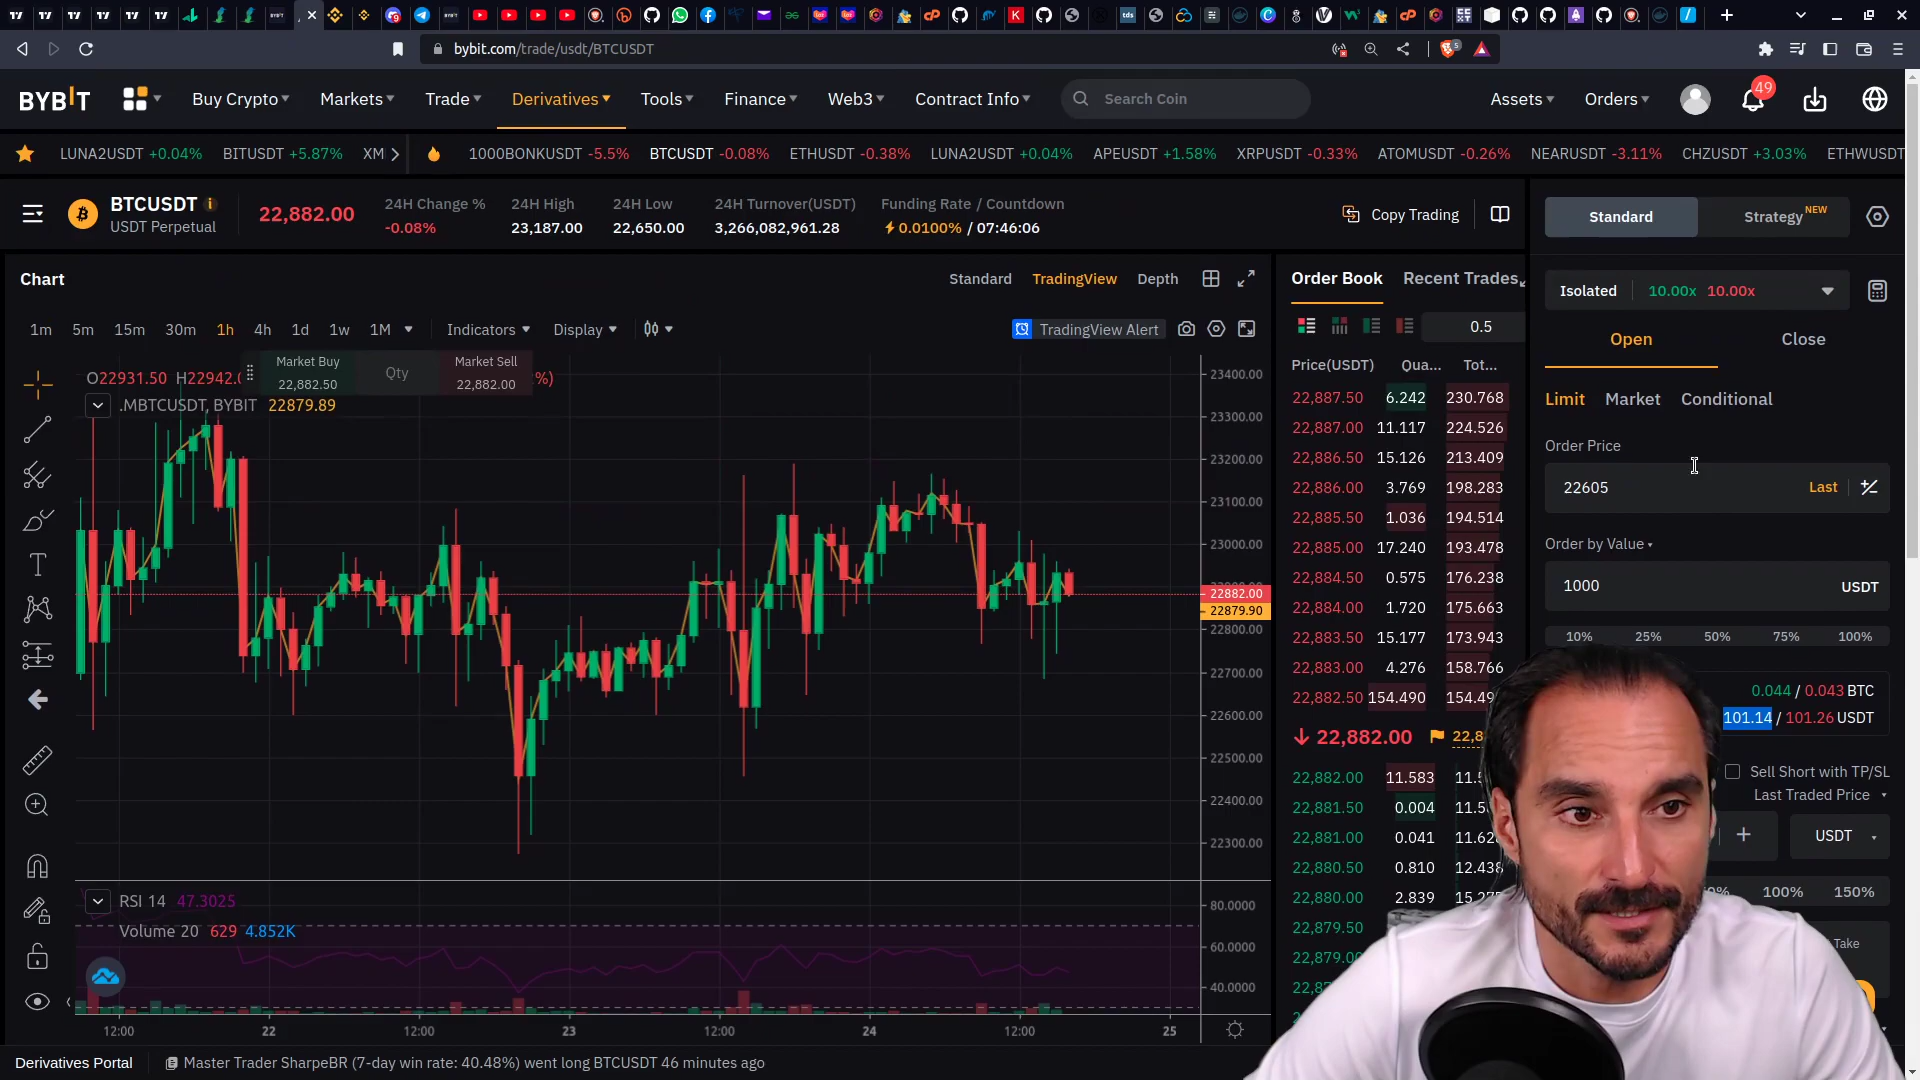 bybit.com/trade/usdt/BTCUSDT
BYBIT Buy Crypto Markets Trade Derivatives Tools Finance Web3 Contract Info Search Coin Assets Orders 49
LUNA2USDT +0.04% BITUSDT +5.87% XM 1000BONKUSDT -5.5% BTCUSDT -0.08% ETHUSDT -0.38% LUNA2USDT +0.04% APEUSDT +1.58% XRPUSDT -0.33% ATOMUSDT -0.26% NEARUSDT -3.11% CHZUSDT +3.03% ETHWUSDT
BTCUSDT
USDT Perpetual
22,882.00
24H Change %
-0.08%
24H High
23,187.00
24H Low
22,650.00
24H Turnover(USDT)
3,266,082,961.28
Funding Rate / Countdown
0.0100% / 07:46:06
Copy Trading
Chart
Standard TradingView Depth
1m 5m 15m 30m 1h 4h 1d 1w 1M Indicators Display TradingView Alert
Market Buy
22,882.50
Qty
Market Sell
22,882.00
O22931.50 H22942.0 %)
.MBTCUSDT, BYBIT 22879.89
23400.00
23300.00
23200.00
23100.00
23000.00
22882.00
22879.90
22800.00
22700.00
22600.00
22500.00
22400.00
22300.00
RSI 14 47.3025
Volume 20 629 4.852K
80.0000
60.0000
40.0000
12:00 22 12:00 23 12:00 24 12:00 25
Order Book Recent Trades
0.5
Price(USDT) Qua... Tot...
22,887.50 6.242 230.768
22,887.00 11.117 224.526
22,886.50 15.126 213.409
22,886.00 3.769 198.283
22,885.50 1.036 194.514
22,885.00 17.240 193.478
22,884.50 0.575 176.238
22,884.00 1.720 175.663
22,883.50 15.177 173.943
22,883.00 4.276 158.766
22,882.50 154.490 154.49
22,882.00 22,8
22,882.00 11.583 11.5
22,881.50 0.004 11.5
22,881.00 0.041 11.62
22,880.50 0.810 12.438
22,880.00 2.839 15.27
22,879.50
22,879.0
Standard Strategy NEW
Isolated 10.00x 10.00x
Open Close
Limit Market Conditional
Order Price
22605 Last
Order by Value
1000 USDT
10% 25% 50% 75% 100%
0.044 / 0.043 BTC
101.14 / 101.26 USDT
Sell Short with TP/SL
Last Traded Price
+ USDT
100% 150%
Take
Derivatives Portal Master Trader SharpeBR (7-day win rate: 40.48%) went long BTCUSDT 46 minutes ago